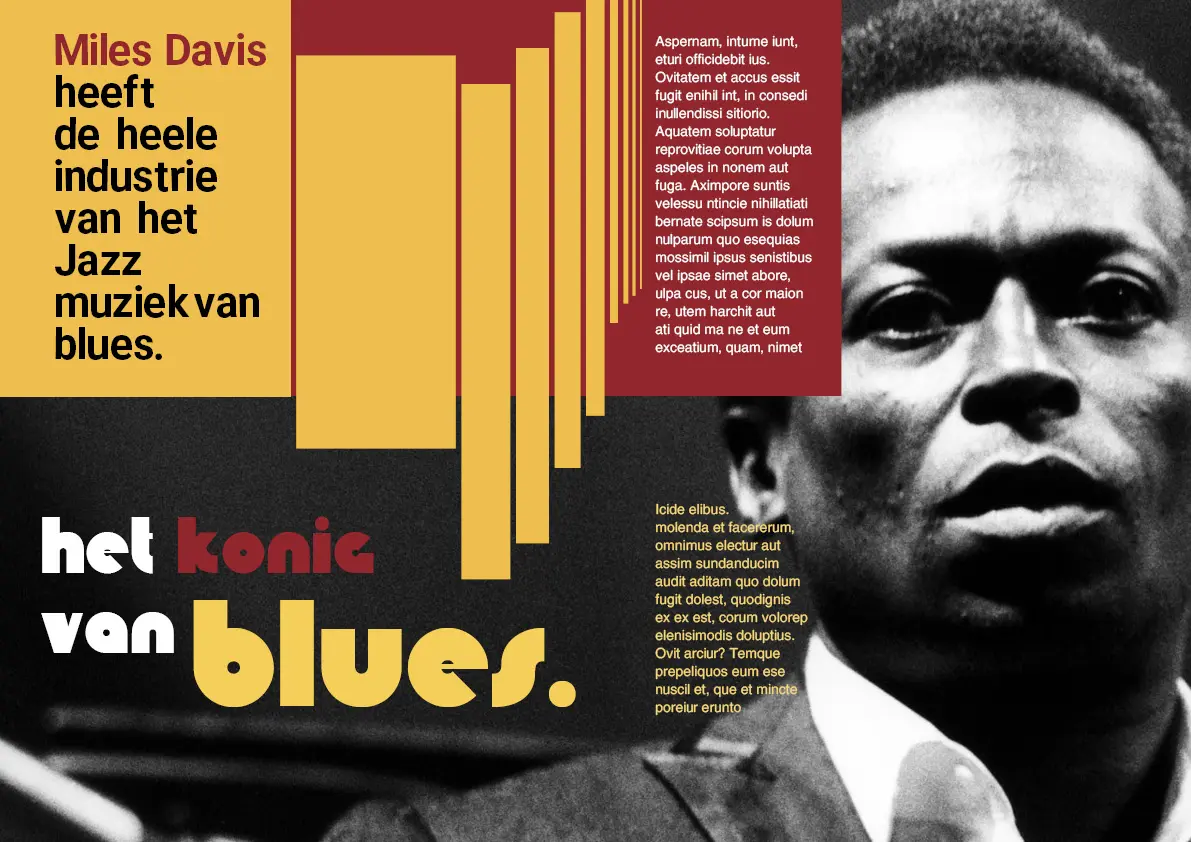 Miles Davis
heeft
de heele
industrie
van het
Jazz
muziek van
blues.
Aspernam, intume iunt,
eturi officidebit ius.
Ovitatem et accus essit
fugit enihil int, in consedi
inullendissi sitiorio.
Aquatem soluptatur
reprovitiae corum volupta
aspeles in nonem aut
fuga. Aximpore suntis
velessu ntincie nihillatiati
bernate scipsum is dolum
nulparum quo esequias
mossimil ipsus senistibus
vel ipsae simet abore,
ulpa cus, ut a cor maion
re, utem harchit aut
ati quid ma ne et eum
exceatium, quam, nimet
het konig
van blues.
Icide elibus.
molenda et facererum,
omnimus electur aut
assim sundanducim
audit aditam quo dolum
fugit dolest, quodignis
ex ex est, corum volorep
elenisimodis doluptius.
Ovit arciur? Temque
prepeliquos eum ese
nuscil et, que et mincte
poreiur erunto